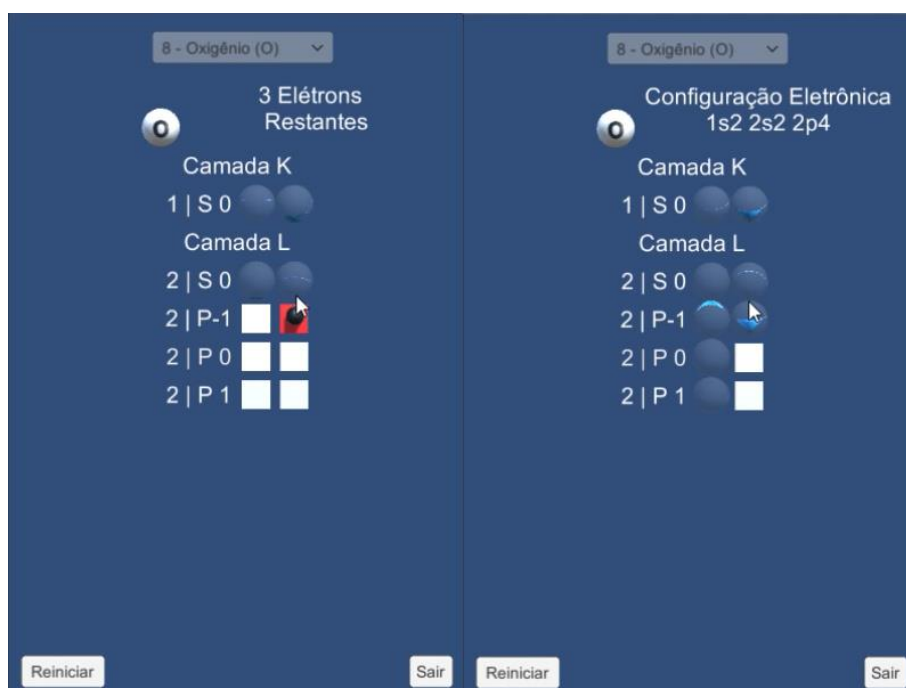 8 - Oxigênio (O)
3 Elétrons
Restantes
O
Camada K
1 | S 0
Camada L
2 | S 0
2 | P-1
2 | P 0
2 | P 1
Reiniciar
Sair
8 - Oxigênio (O)
Configuração Eletrônica
1s2 2s2 2p4
O
Camada K
1 | S 0
Camada L
2 | S 0
2 | P-1
2 | P 0
2 | P 1
Reiniciar
Sair